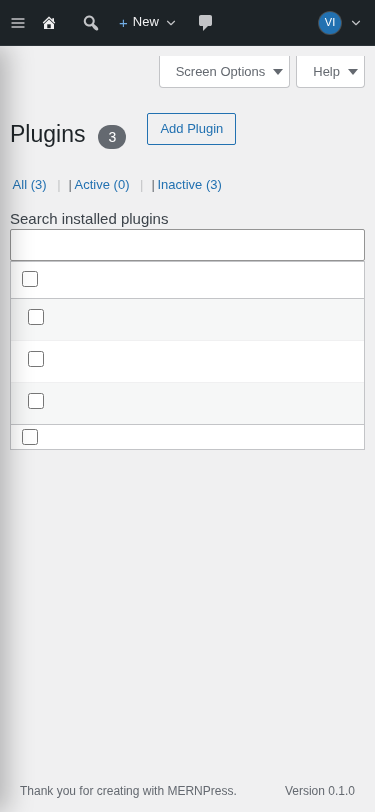 + New VI
Screen Options Help
Plugins 3 Add Plugin
All (3) | | Active (0) | | Inactive (3)
Search installed plugins
Thank you for creating with MERNPress. Version 0.1.0